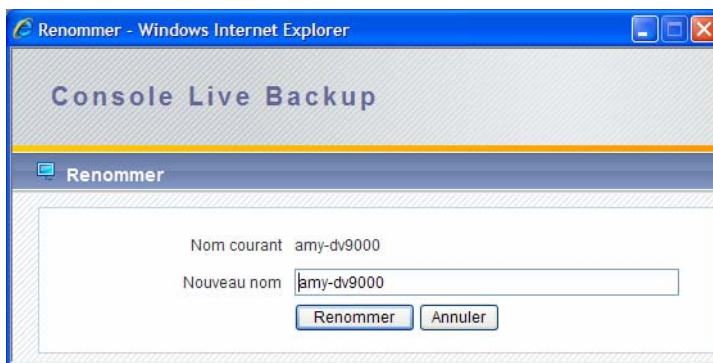 Renommer - Windows Internet Explorer
Console Live Backup
Renommer
Nom courant amy-dv9000
Nouveau nom amy-dv9000
Renommer Annuler